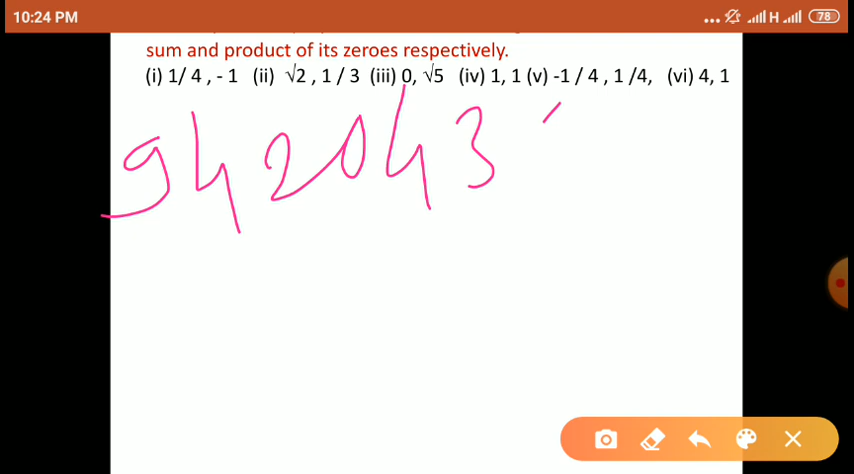 10:24 PM ... H 78
sum and product of its zeroes respectively.
(i) 1/ 4 , - 1 (ii) √2 , 1 / 3 (iii) 0, √5 (iv) 1, 1 (v) -1 / 4 , 1 /4, (vi) 4, 1
942043